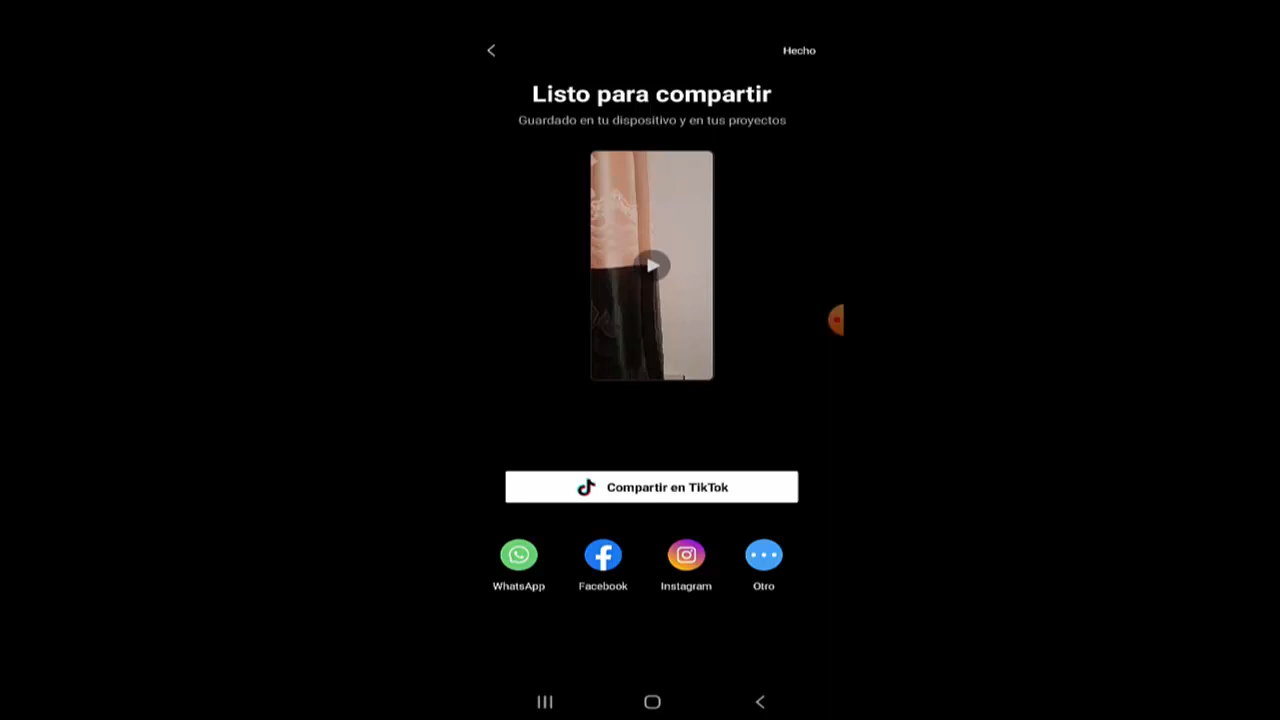 Hecho
Listo para compartir
Guardado en tu dispositivo y en tus proyectos
Compartir en TikTok
WhatsApp
Facebook
Instagram
Otro